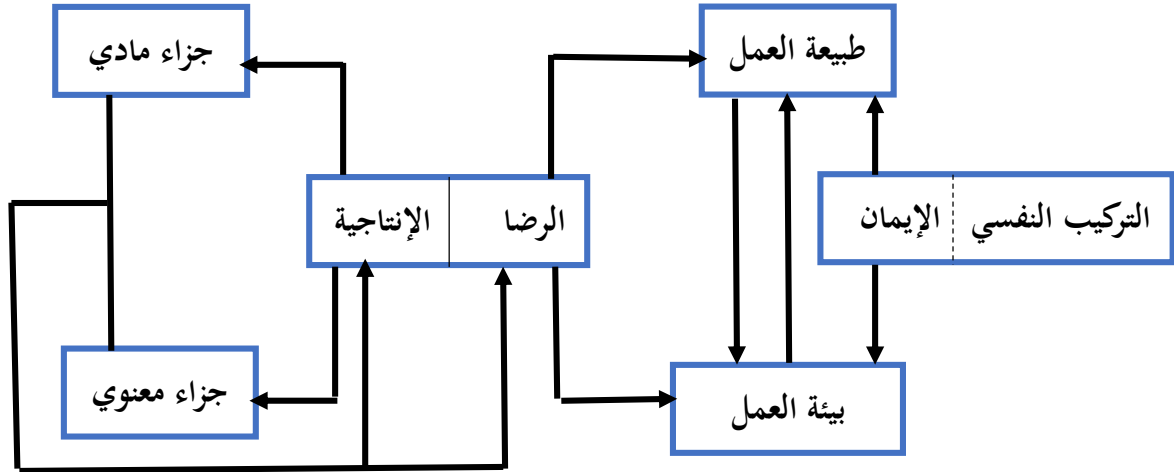 طبيعة العمل
جزاء مادي
التركيب النفسي
الإيمان
الرضا
الإنتاجية
بيئة العمل
جزاء معنوي